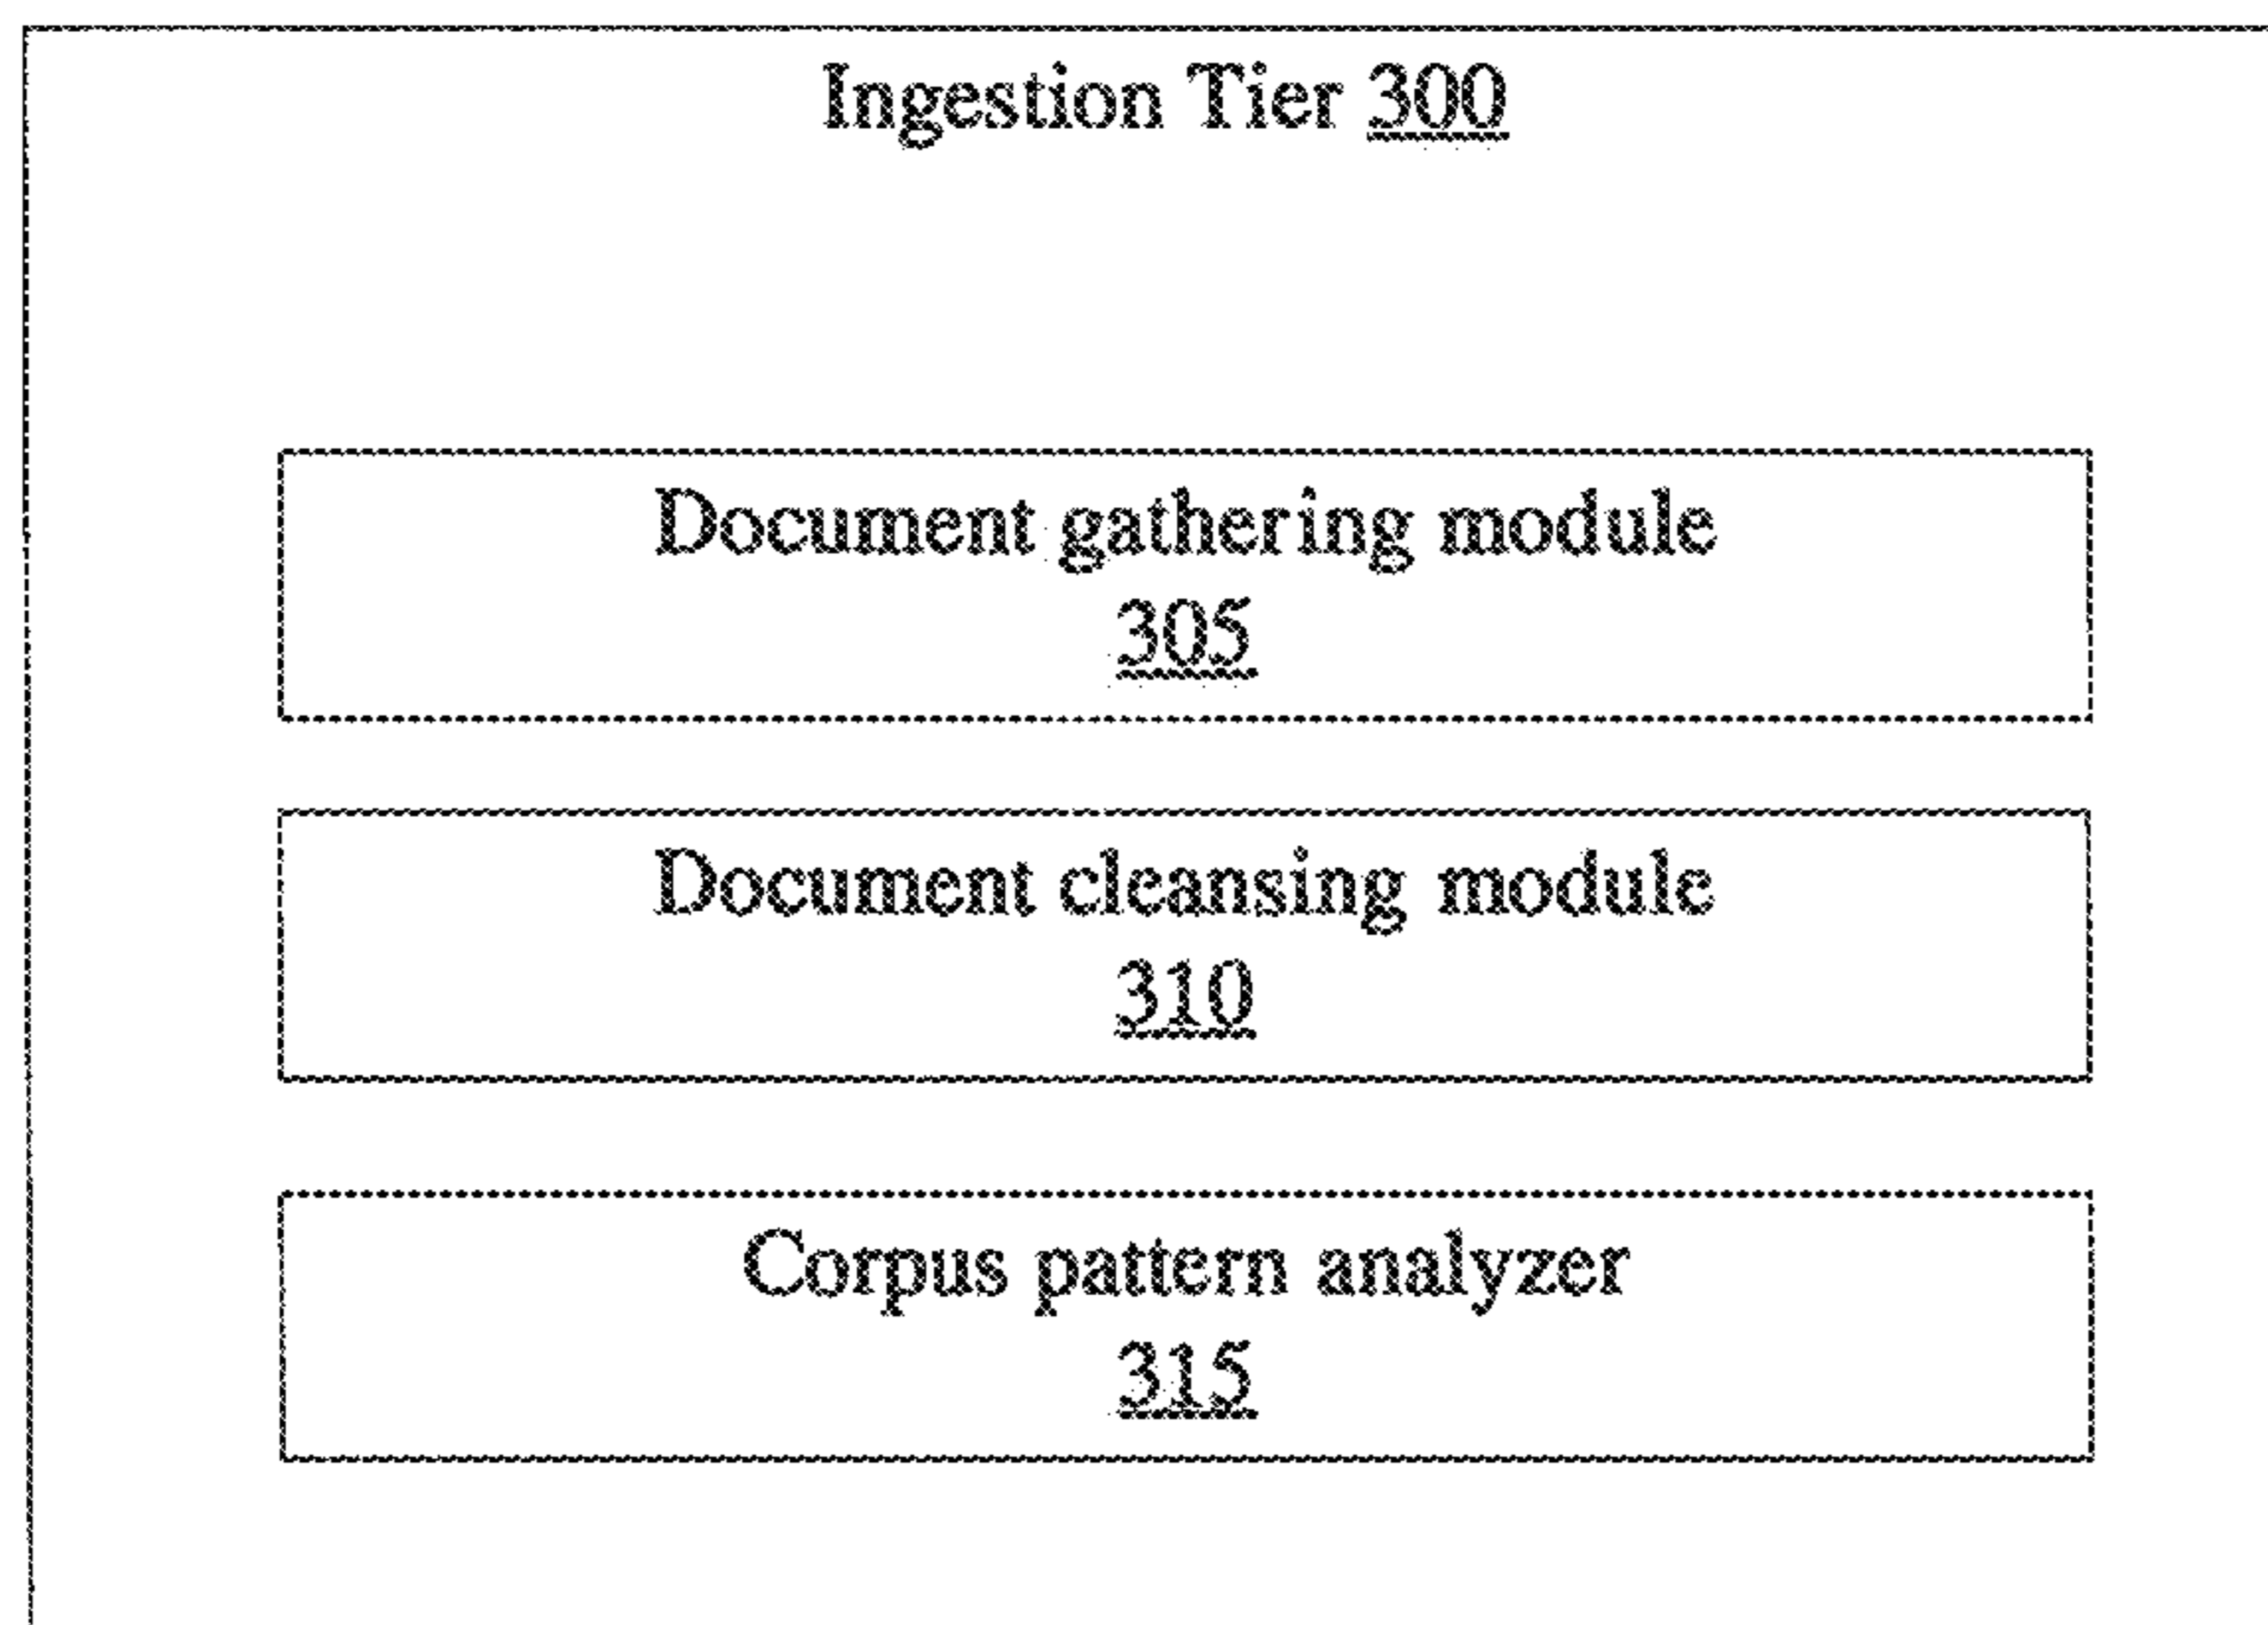 Ingestion Tier 300
Document gathering module
305
Document cleansing module
310
Corpus pattern analyzer
315